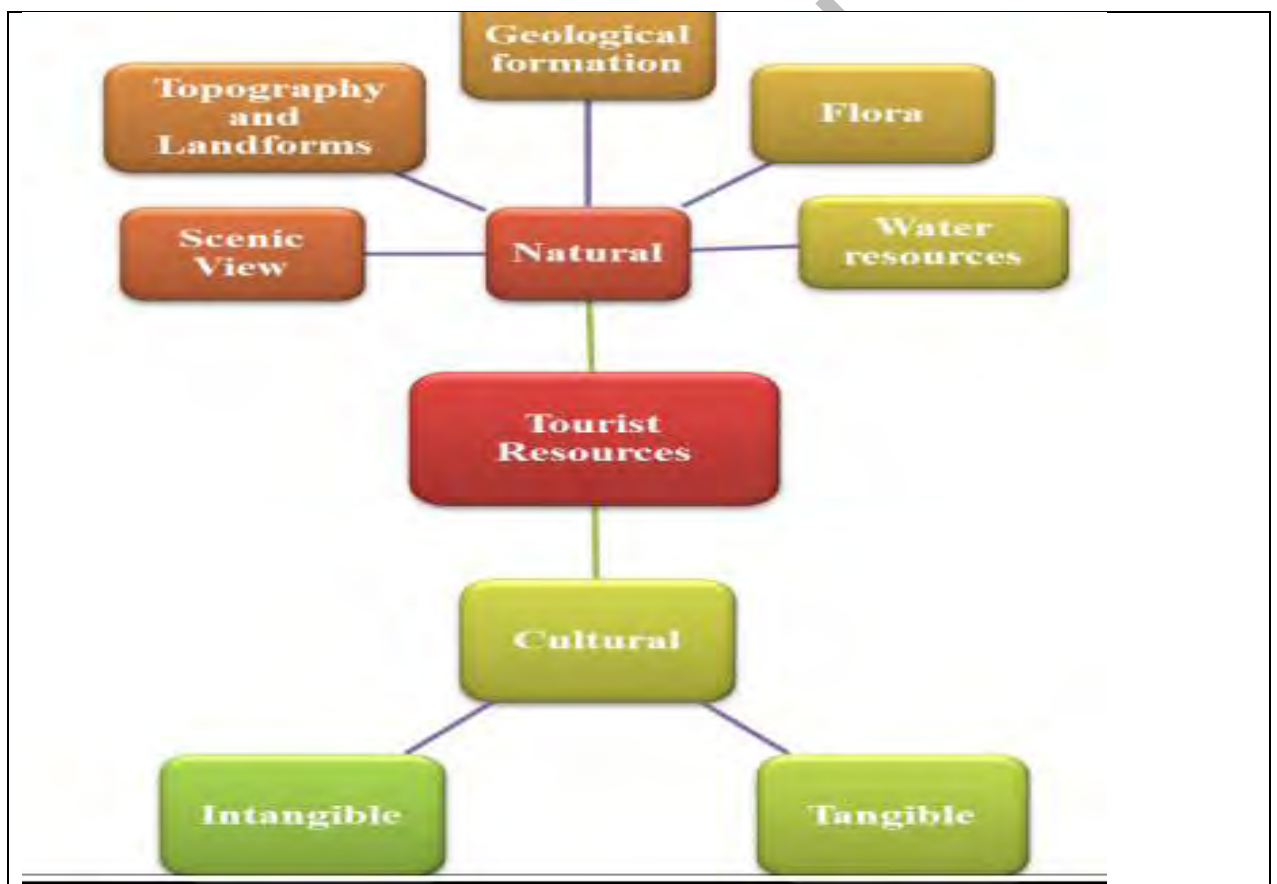 Geological
formation
Topography
and
Landforms
Flora
Scenic
View
Natural
Water
resources
Tourist
Resources
Cultural
Intangible
Tangible